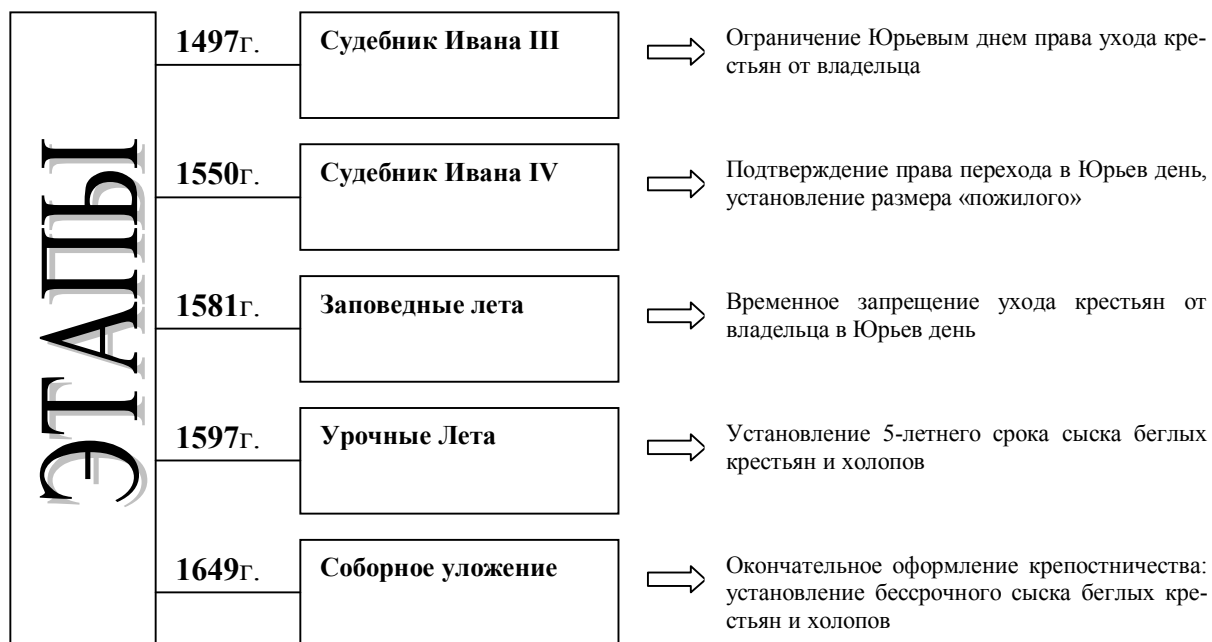 ЭТАПЫ
1497г.
Судебник Ивана III
Ограничение Юрьевым днем права ухода кре-
стьян от владельца
1550г.
Судебник Ивана IV
Подтверждение права перехода в Юрьев день,
установление размера «пожилого»
1581г.
Заповедные лета
Временное запрещение ухода крестьян от
владельца в Юрьев день
1597г.
Урочные Лета
Установление 5-летнего срока сыска беглых
крестьян и холопов
1649г.
Соборное уложение
Окончательное оформление крепостничества:
установление бессрочного сыска беглых кре-
стьян и холопов